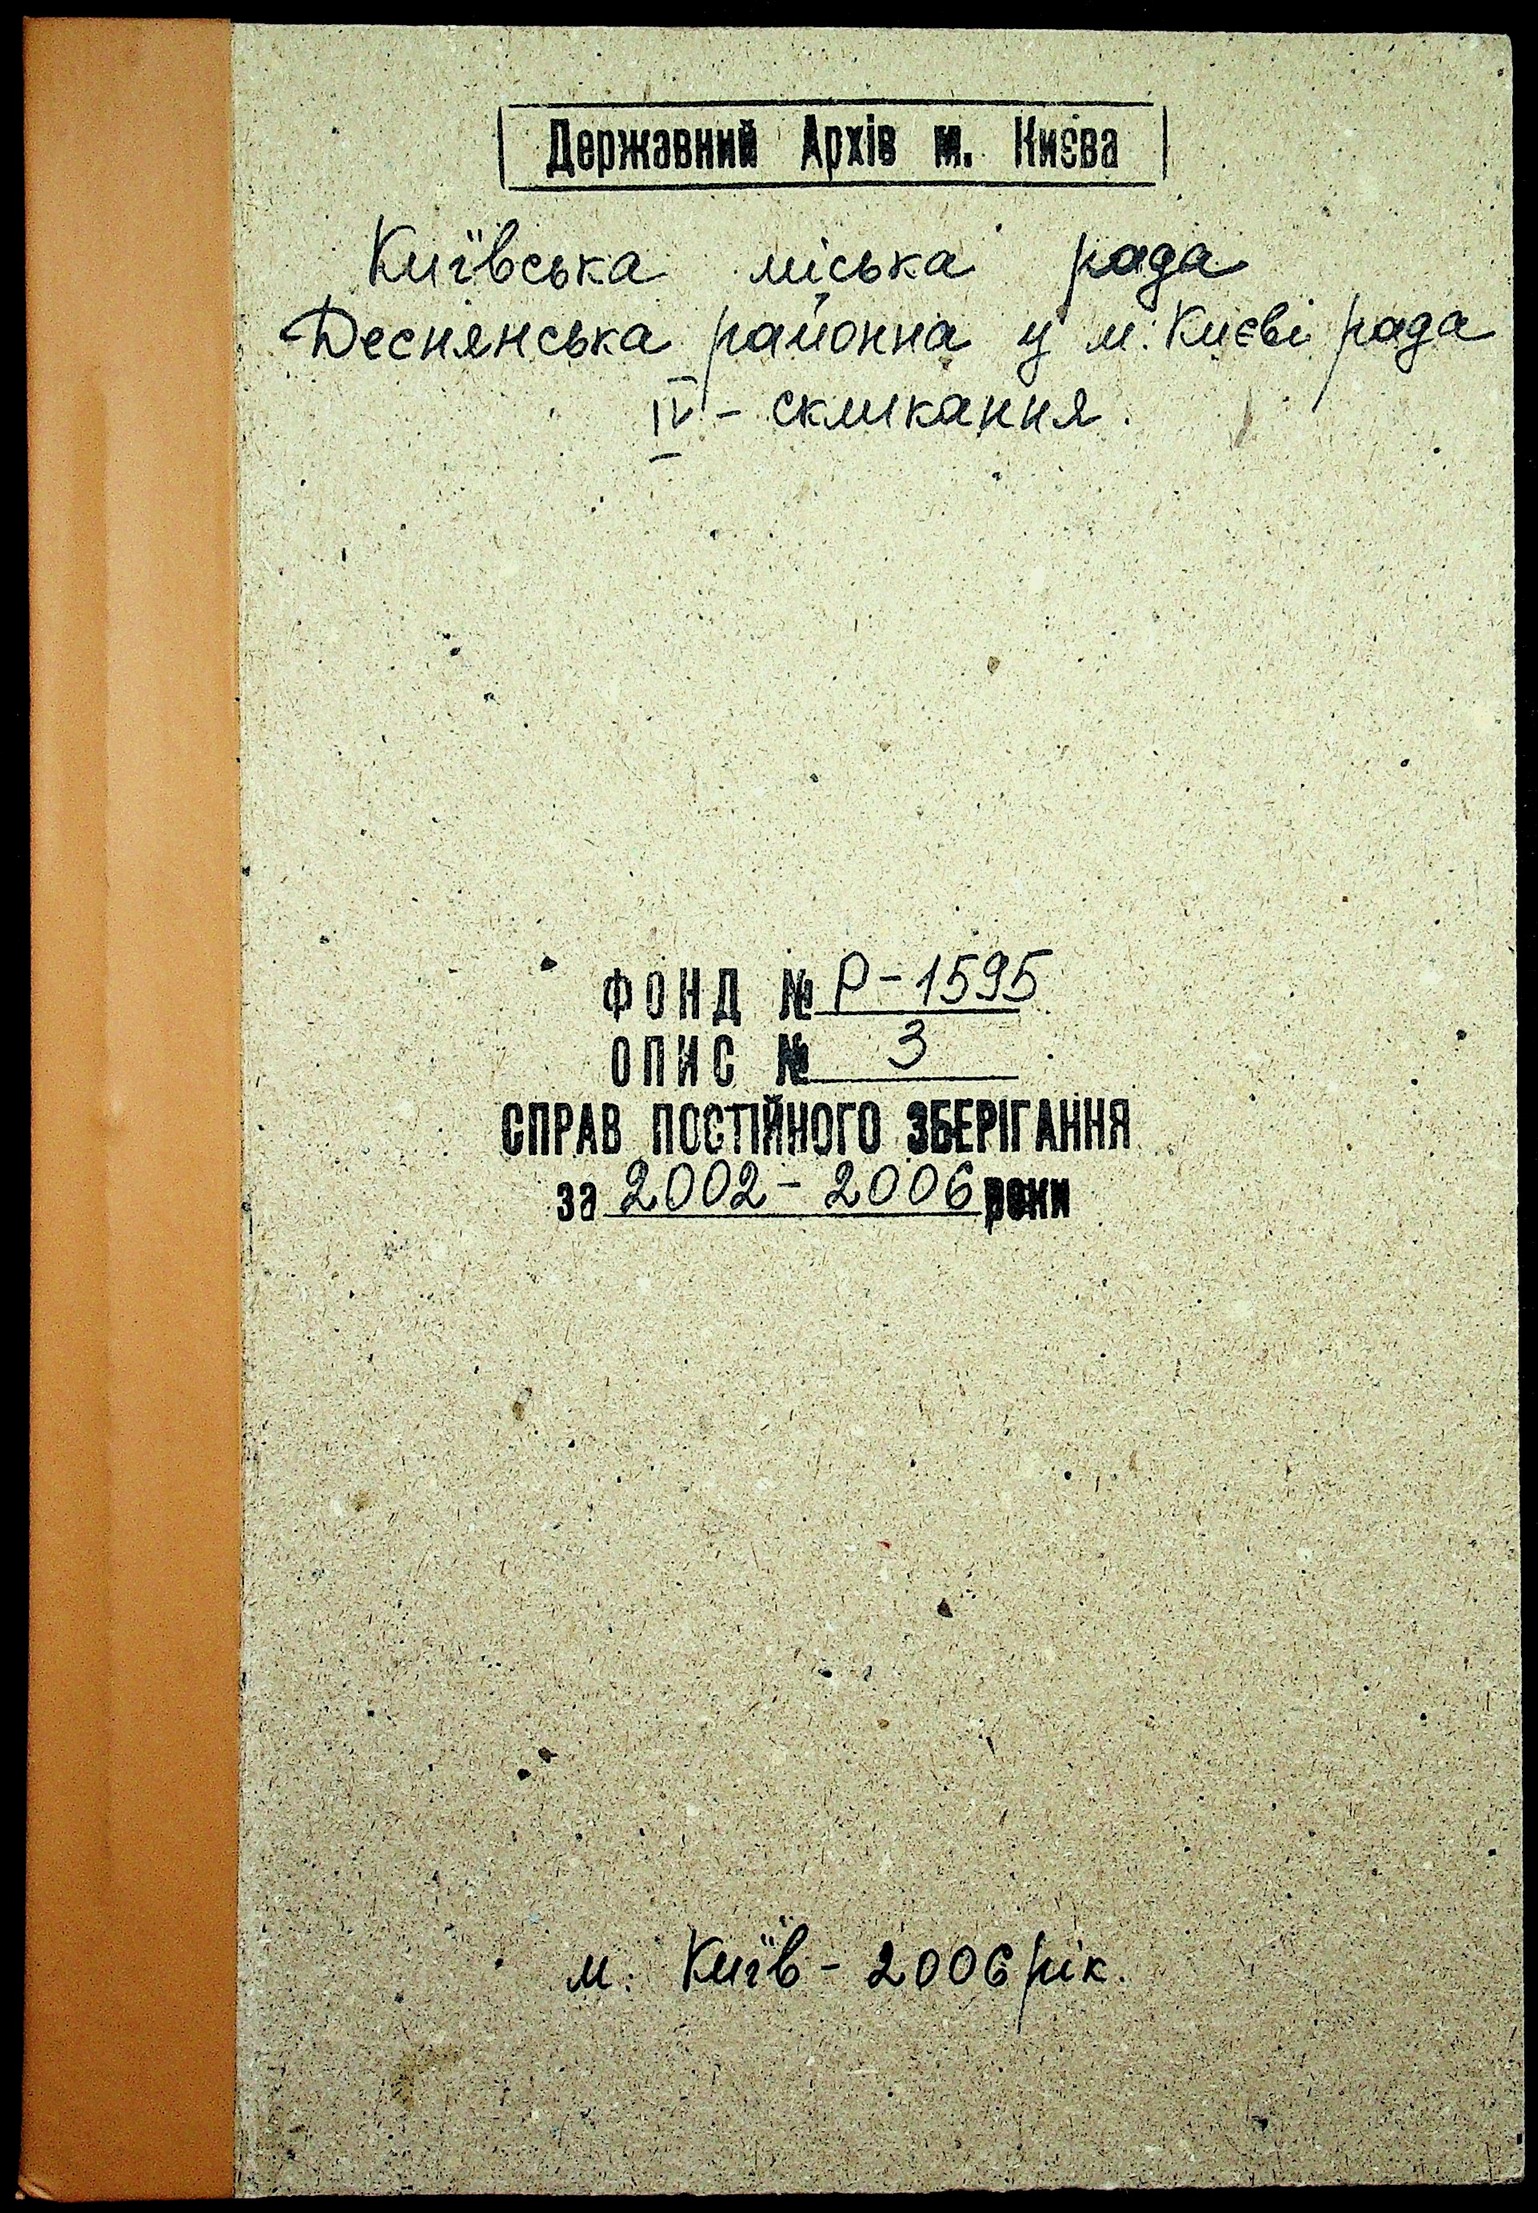 Державний Архів м. Києва
Київська міська рада
Деснянська районна у м. Києві рада
IV - скликання.
ФОНД № Р-1595
ОПИС № 3
СПРАВ ПОСТІЙНОГО ЗБЕРІГАННЯ
за 2002-2006 роки
м. Київ - 2006 рік.